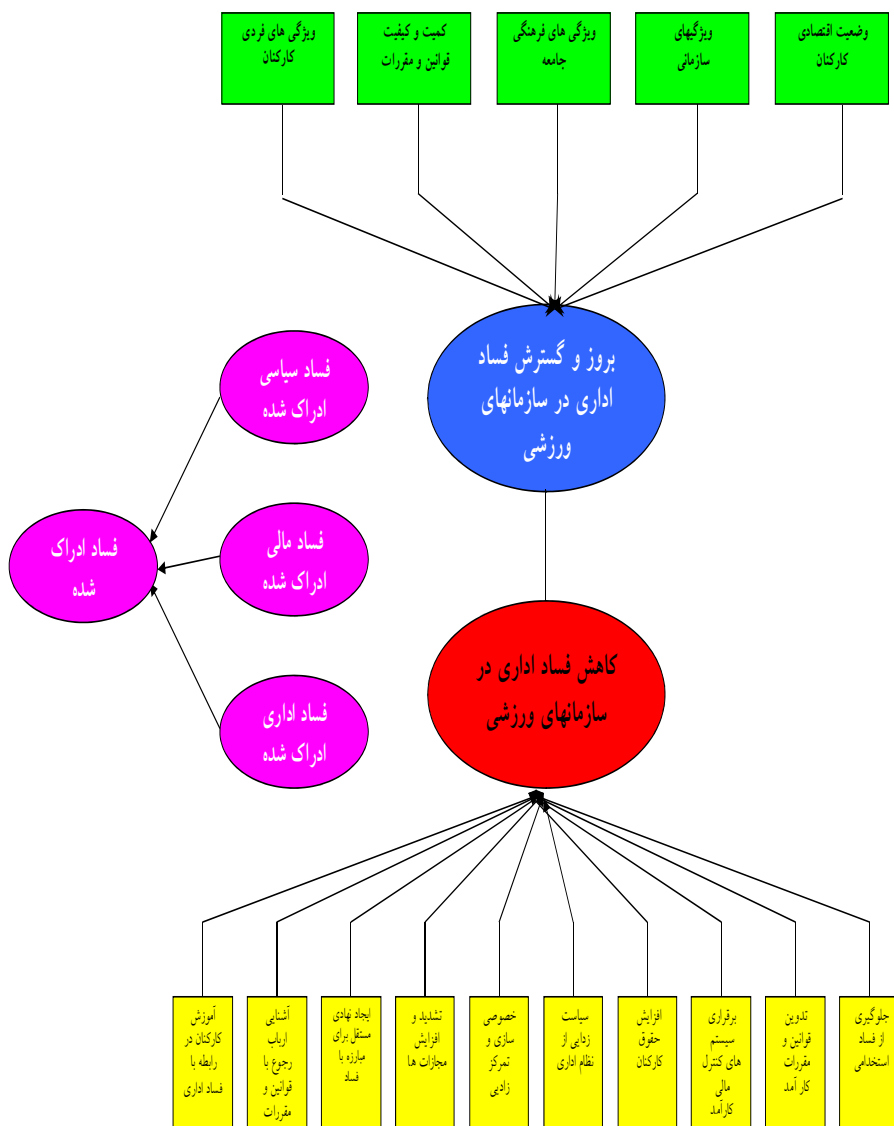 وضعیت اقتصادی
کارکنان
ویژگیهای
سازمانی
ویژگی های فرهنگی
جامعه
کمیت و کیفیت
قوانین و مقررات
ویژگی های فردی
کارکنان
بروز و گسترش فساد
اداری در سازمانهای
ورزشی
فساد سیاسی
ادراک شده
فساد مالی
ادراک شده
فساد ادراک
شده
فساد اداری
ادراک شده
کاهش فساد اداری در
سازمانهای ورزشی
جلوگیری
از فساد
استخدامی
تدوین
قوانین و
مقررات
کار آمد
برقراری
سیستم
های کنترل
مالی
کارآمد
افزایش
حقوق
کارکنان
سیاست
زدایی از
نظام اداری
خصوصی
سازی و
تمرکز
زادیی
تشدید و
افزایش
مجازات ها
ایجاد نهادی
مستقل برای
مبارزه با
فساد
آشنایی
ارباب
رجوع با
قوانین و
مقررات
آموزش
کارکنان در
رابطه با
فساد اداری